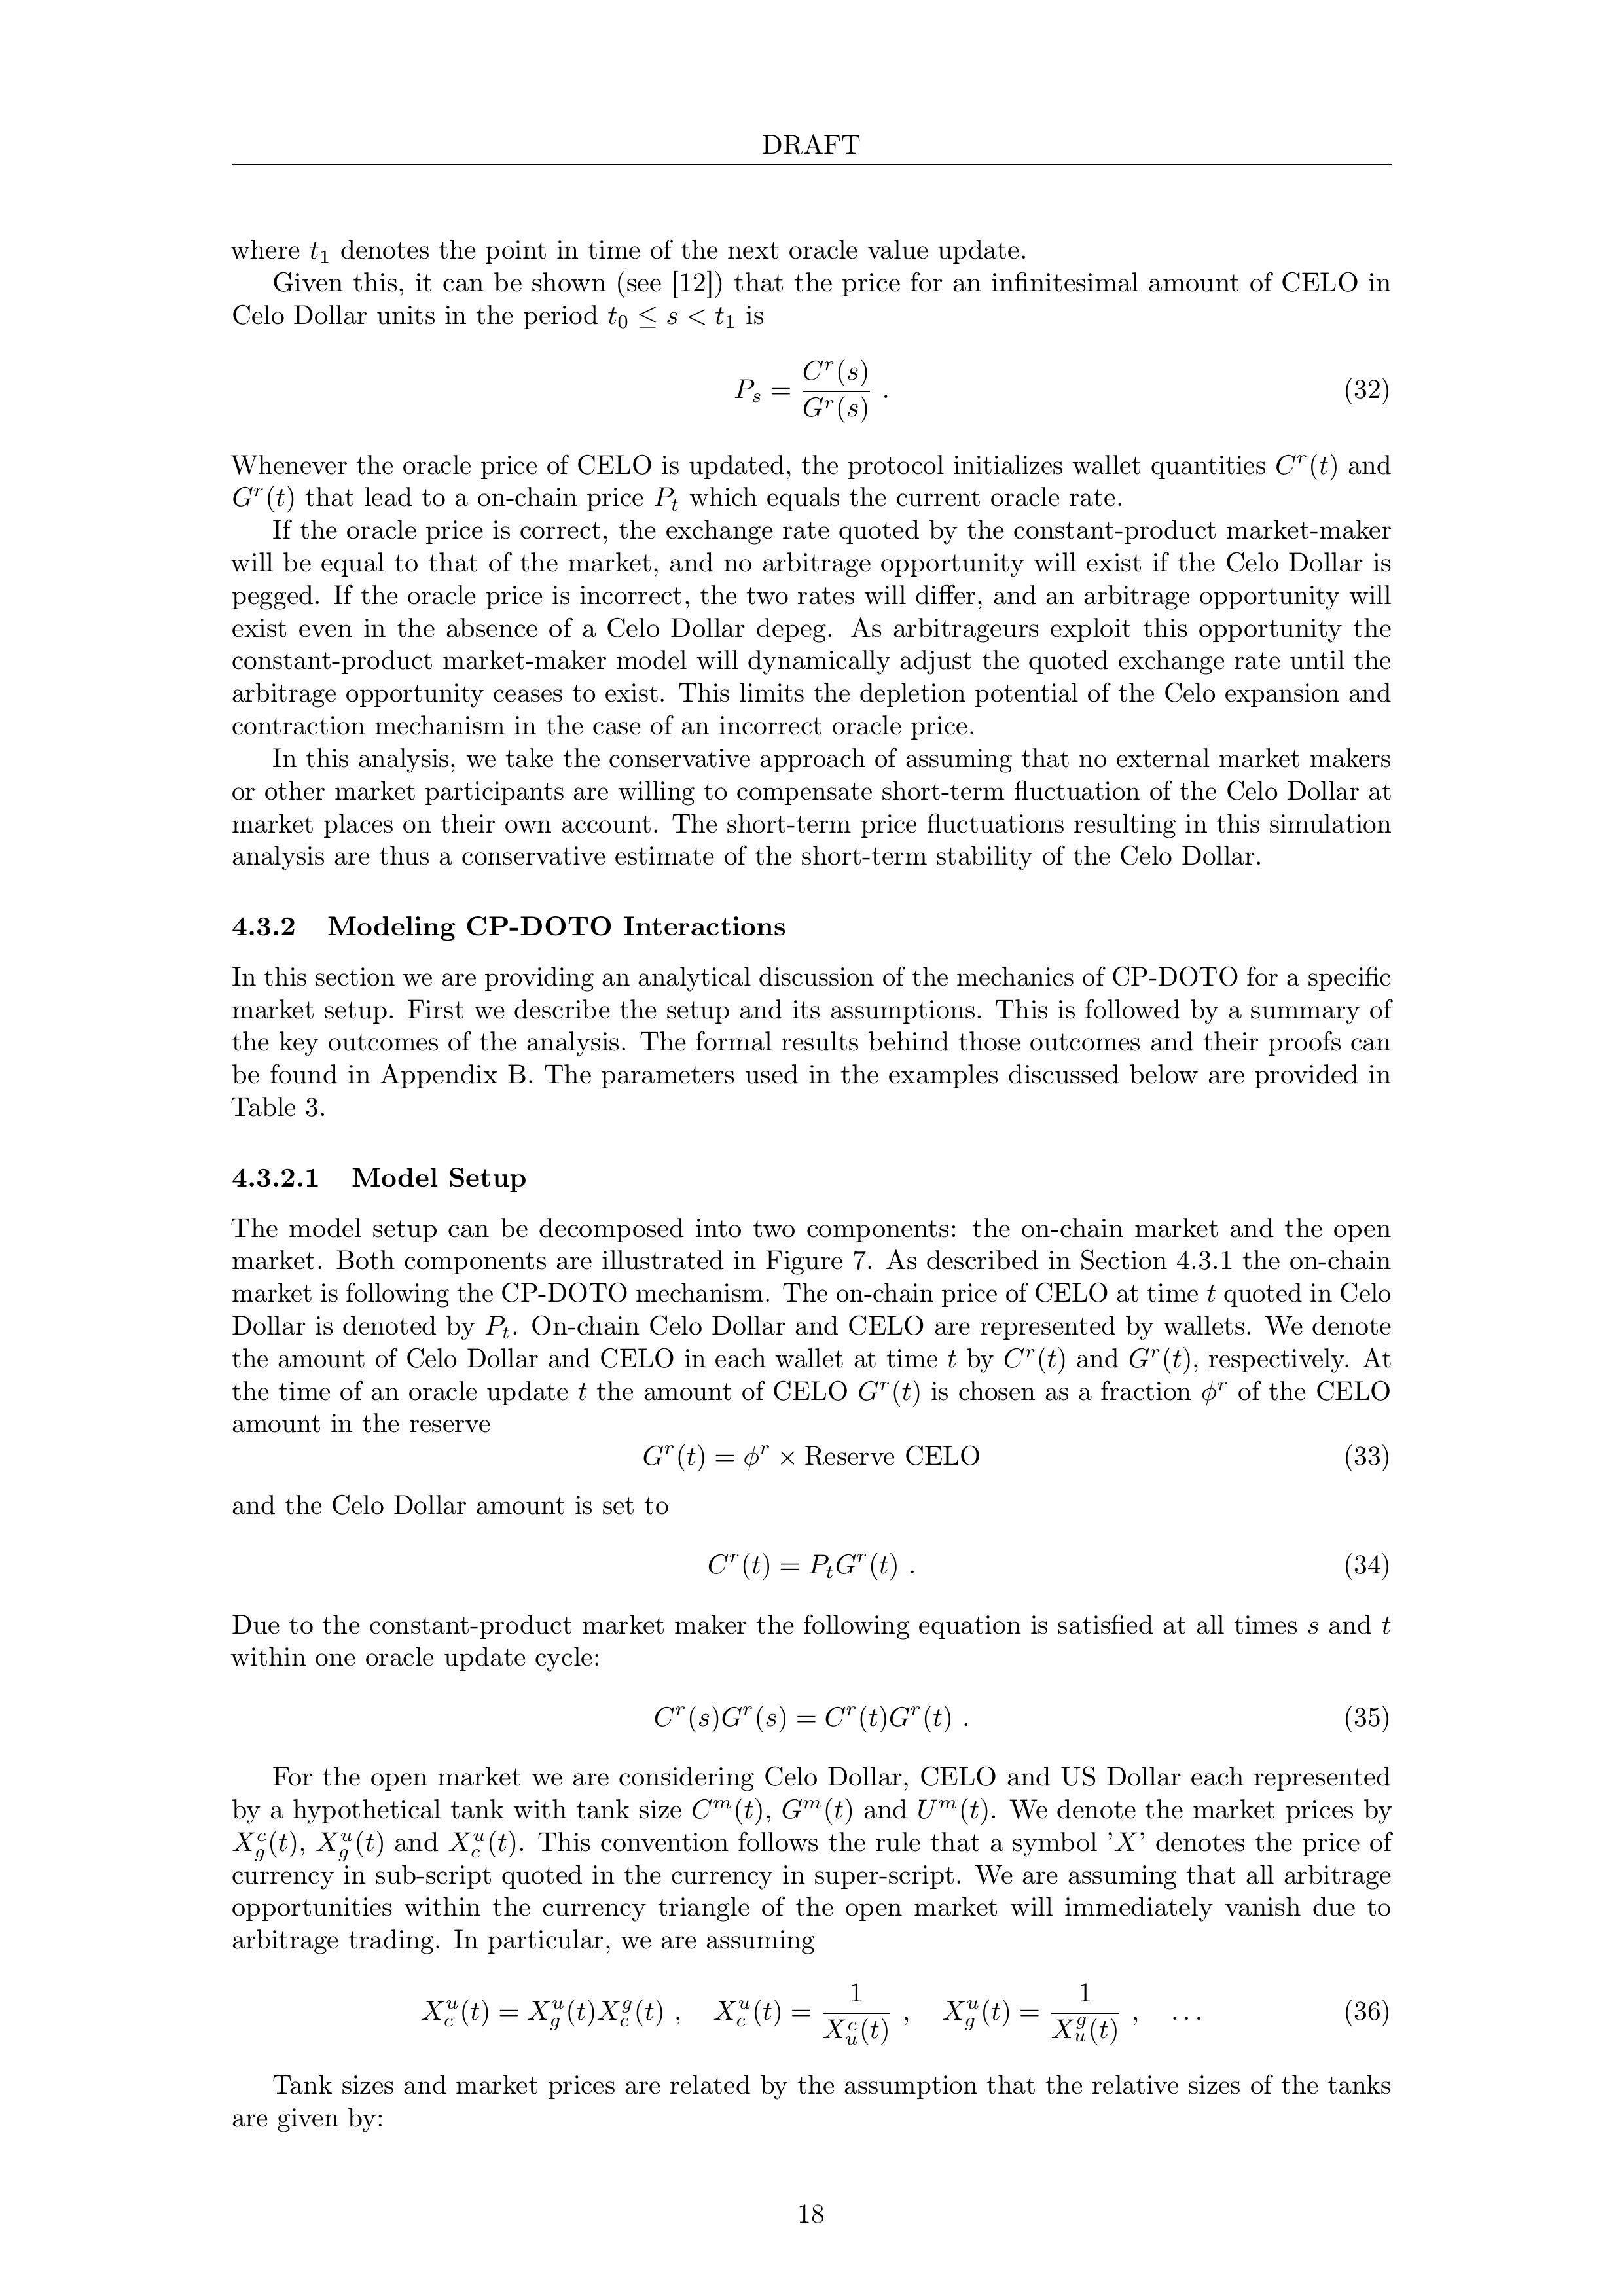 DRAFT
where t₁ denotes the point in time of the next oracle value update.
Given this, it can be shown (see [12]) that the price for an infinitesimal amount of CELO in
Celo Dollar units in the period t₀ ≤ s < t₁ is
P_s = C^r(s) / G^r(s) . (32)
Whenever the oracle price of CELO is updated, the protocol initializes wallet quantities C^r(t) and
G^r(t) that lead to a on-chain price P_t which equals the current oracle rate.
If the oracle price is correct, the exchange rate quoted by the constant-product market-maker
will be equal to that of the market, and no arbitrage opportunity will exist if the Celo Dollar is
pegged. If the oracle price is incorrect, the two rates will differ, and an arbitrage opportunity will
exist even in the absence of a Celo Dollar depeg. As arbitrageurs exploit this opportunity the
constant-product market-maker model will dynamically adjust the quoted exchange rate until the
arbitrage opportunity ceases to exist. This limits the depletion potential of the Celo expansion and
contraction mechanism in the case of an incorrect oracle price.
In this analysis, we take the conservative approach of assuming that no external market makers
or other market participants are willing to compensate short-term fluctuation of the Celo Dollar at
market places on their own account. The short-term price fluctuations resulting in this simulation
analysis are thus a conservative estimate of the short-term stability of the Celo Dollar.
4.3.2 Modeling CP-DOTO Interactions
In this section we are providing an analytical discussion of the mechanics of CP-DOTO for a specific
market setup. First we describe the setup and its assumptions. This is followed by a summary of
the key outcomes of the analysis. The formal results behind those outcomes and their proofs can
be found in Appendix B. The parameters used in the examples discussed below are provided in
Table 3.
4.3.2.1 Model Setup
The model setup can be decomposed into two components: the on-chain market and the open
market. Both components are illustrated in Figure 7. As described in Section 4.3.1 the on-chain
market is following the CP-DOTO mechanism. The on-chain price of CELO at time t quoted in Celo
Dollar is denoted by P_t. On-chain Celo Dollar and CELO are represented by wallets. We denote
the amount of Celo Dollar and CELO in each wallet at time t by C^r(t) and G^r(t), respectively. At
the time of an oracle update t the amount of CELO G^r(t) is chosen as a fraction ϕ^r of the CELO
amount in the reserve
G^r(t) = ϕ^r × Reserve CELO (33)
and the Celo Dollar amount is set to
C^r(t) = P_t G^r(t) . (34)
Due to the constant-product market maker the following equation is satisfied at all times s and t
within one oracle update cycle:
C^r(s)G^r(s) = C^r(t)G^r(t) . (35)
For the open market we are considering Celo Dollar, CELO and US Dollar each represented
by a hypothetical tank with tank size C^m(t), G^m(t) and U^m(t). We denote the market prices by
X_g^c(t), X_g^u(t) and X_c^u(t). This convention follows the rule that a symbol ’X’ denotes the price of
currency in sub-script quoted in the currency in super-script. We are assuming that all arbitrage
opportunities within the currency triangle of the open market will immediately vanish due to
arbitrage trading. In particular, we are assuming
X_c^u(t) = X_g^u(t)X_c^g(t) , X_c^u(t) = 1 / X_u^c(t) , X_g^u(t) = 1 / X_u^g(t) , . . . (36)
Tank sizes and market prices are related by the assumption that the relative sizes of the tanks
are given by:
18